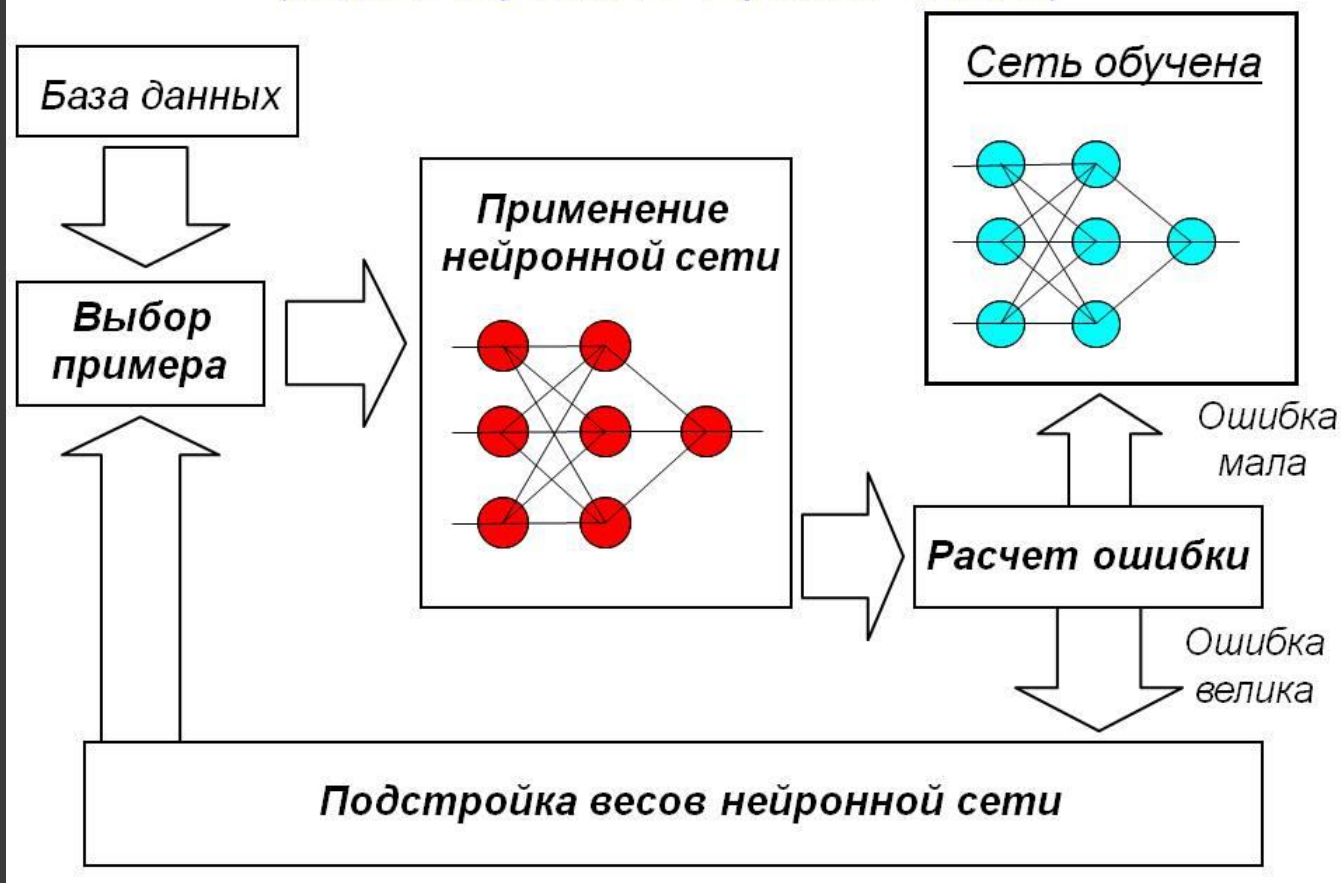 База данных
Выбор
примера
Применение
нейронной сети
Сеть обучена
Ошибка
мала
Расчет ошибки
Ошибка
велика
Подстройка весов нейронной сети